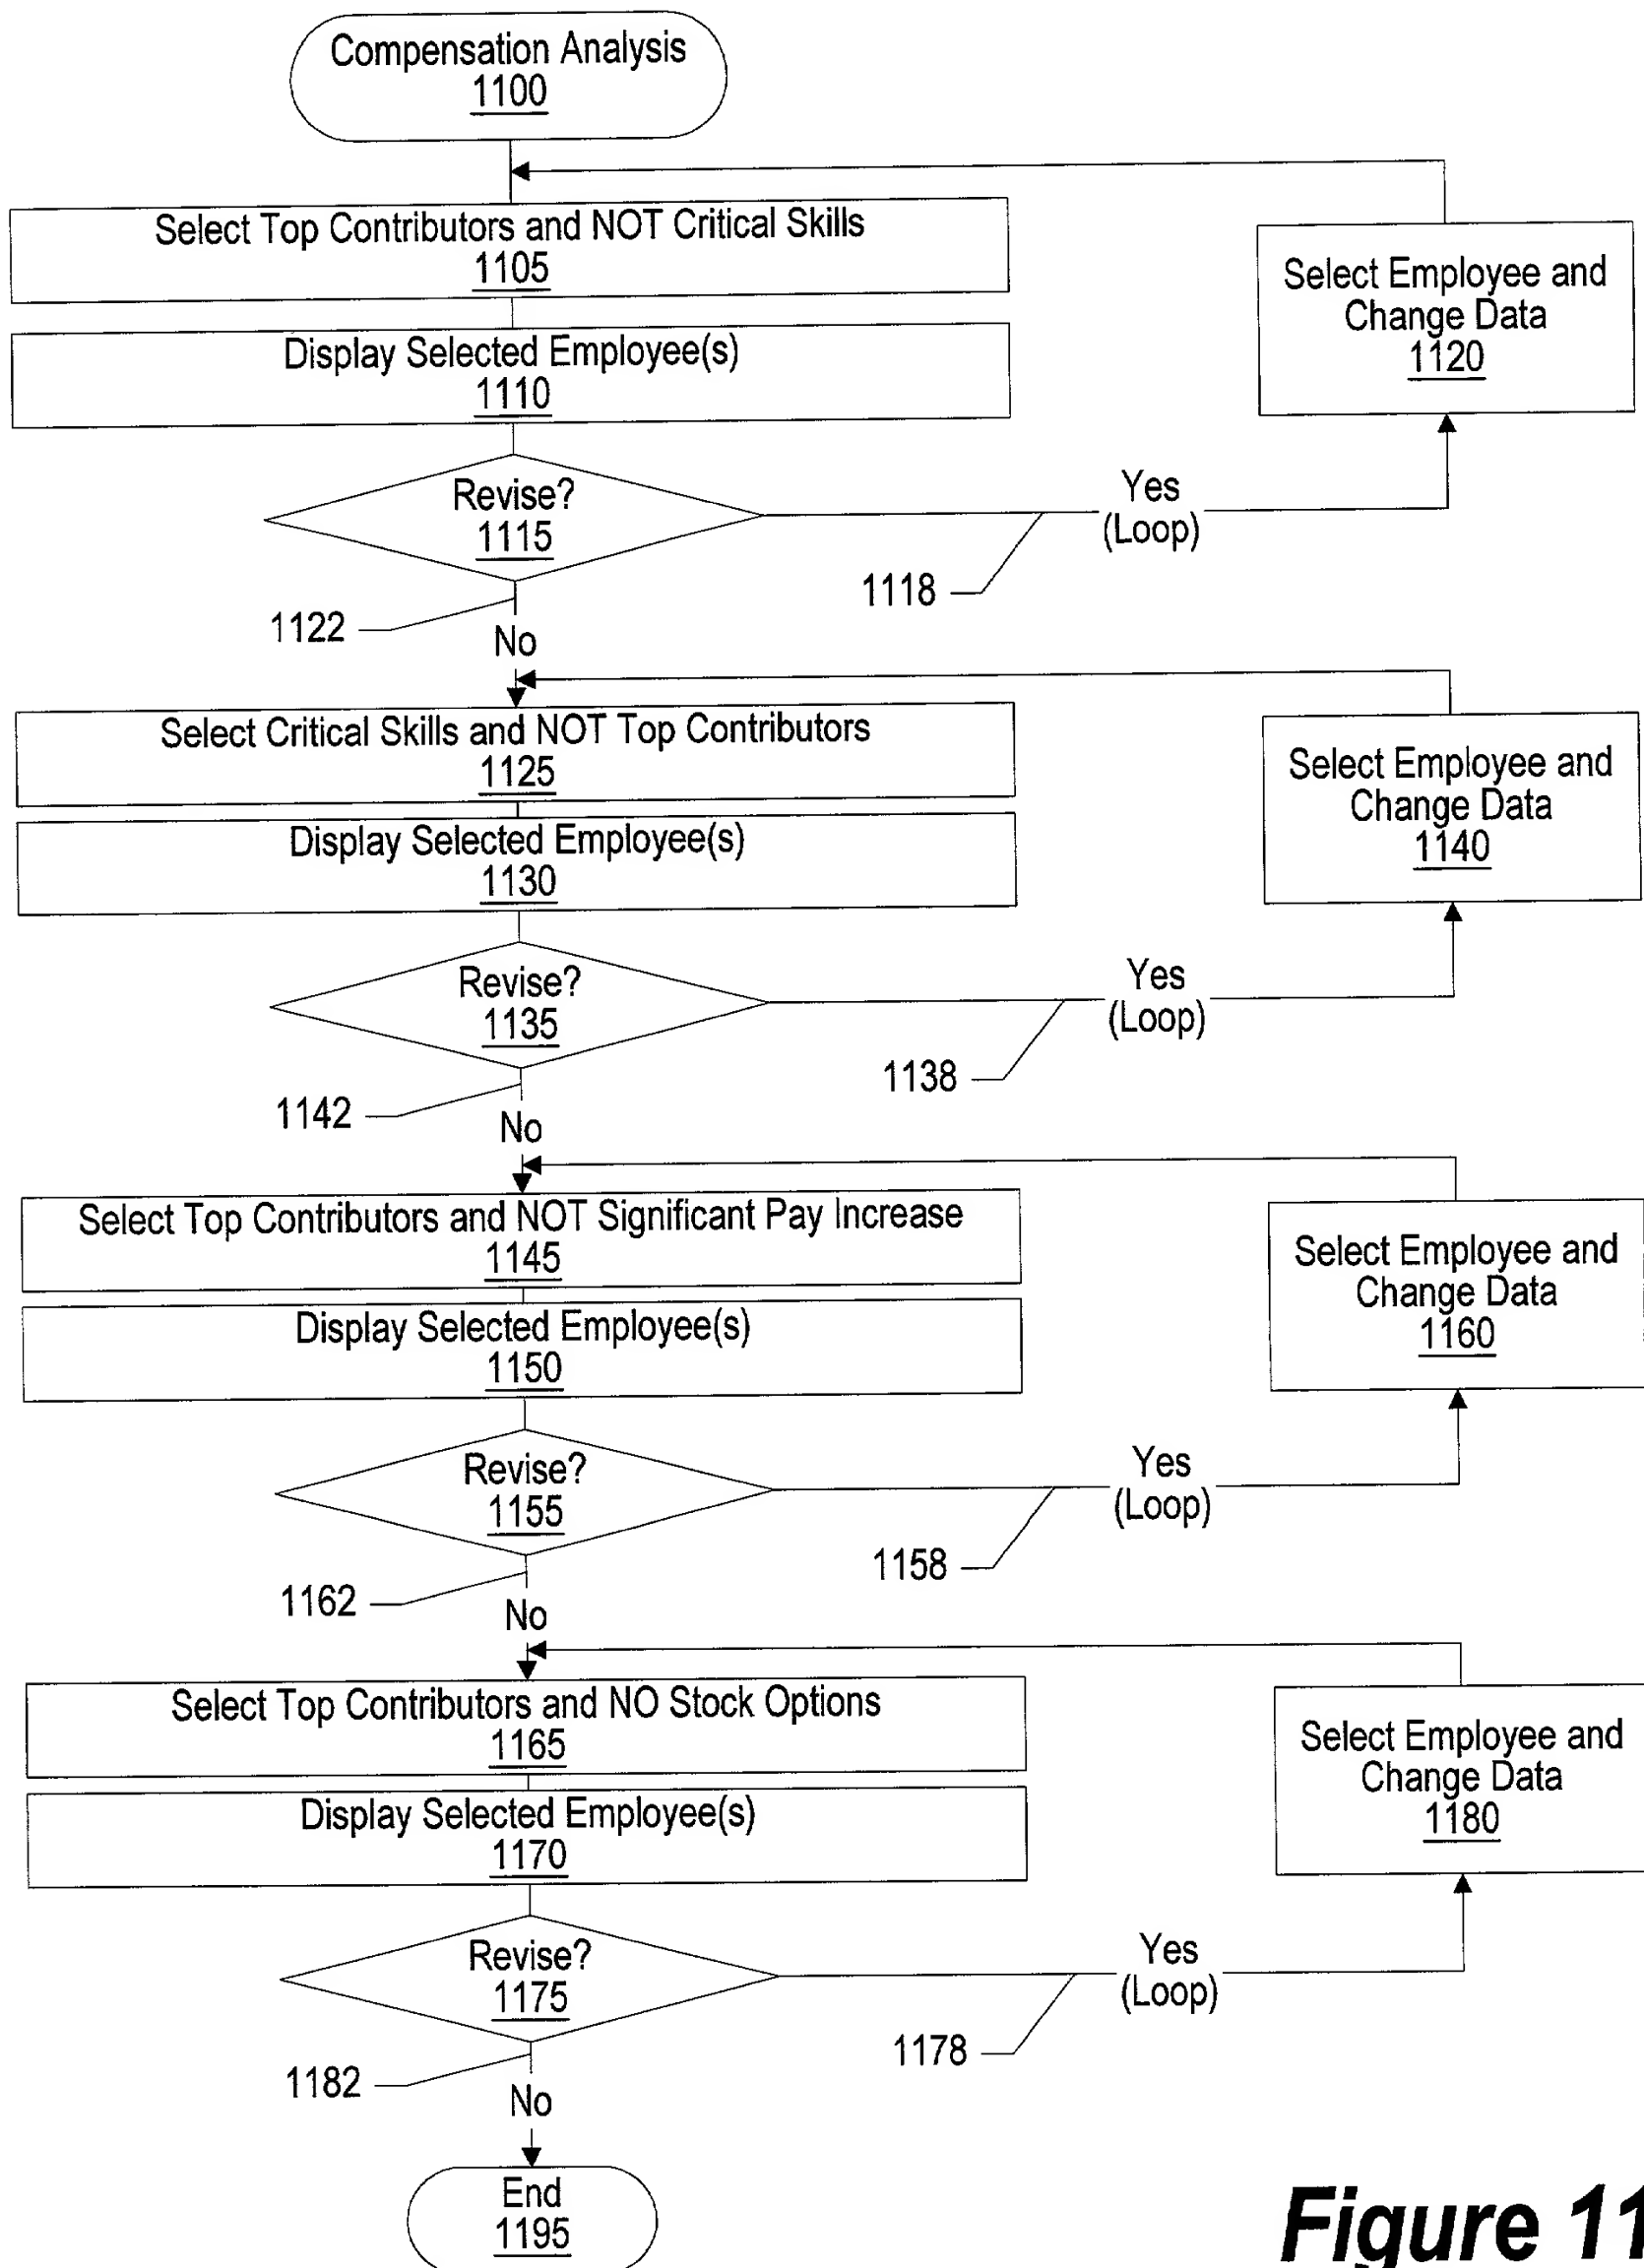 Compensation Analysis
1100
Select Top Contributors and NOT Critical Skills
1105
Select Employee and
Change Data
1120
Display Selected Employee(s)
1110
Revise?
1115
Yes
(Loop)
1118
1122
No
Select Critical Skills and NOT Top Contributors
1125
Select Employee and
Change Data
1140
Display Selected Employee(s)
1130
Revise?
1135
Yes
(Loop)
1138
1142
No
Select Top Contributors and NOT Significant Pay Increase
1145
Select Employee and
Change Data
1160
Display Selected Employee(s)
1150
Revise?
1155
Yes
(Loop)
1158
1162
No
Select Top Contributors and NO Stock Options
1165
Select Employee and
Change Data
1180
Display Selected Employee(s)
1170
Revise?
1175
Yes
(Loop)
1178
1182
No
End
1195
Figure 11